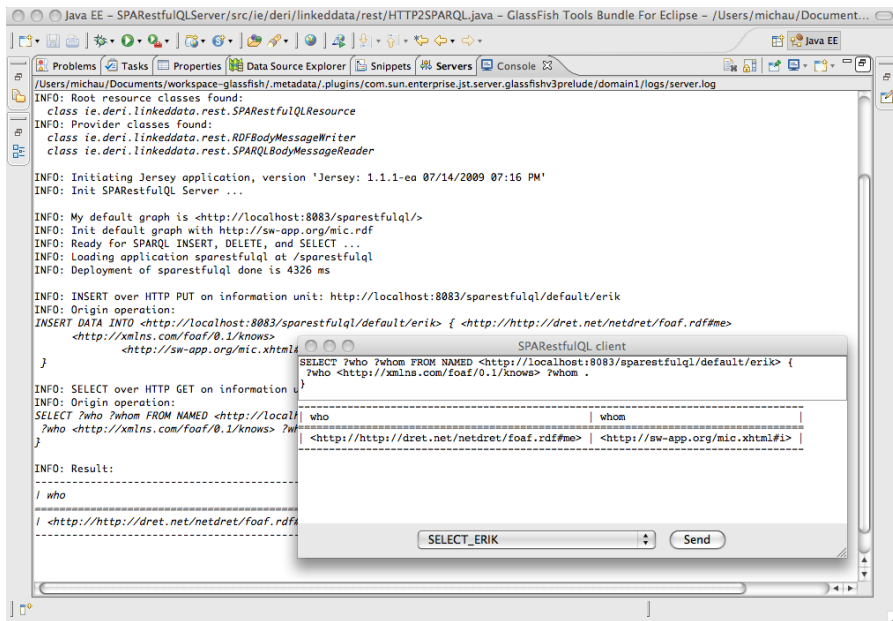 Java EE – SPARestfulQLServer/src/ie/deri/linkeddata/rest/HTTP2SPARQL.java – GlassFish Tools Bundle For Eclipse – /Users/michau/Document...
Java EE
Problems Tasks Properties Data Source Explorer Snippets Servers Console
/Users/michau/Documents/workspace-glassfish/.metadata/.plugins/com.sun.enterprise.jst.server.glassfishv3prelude/domain1/logs/server.log
INFO: Root resource classes found:
class ie.deri.linkeddata.rest.SPARestfulQLResource
INFO: Provider classes found:
class ie.deri.linkeddata.rest.RDFBodyMessageWriter
class ie.deri.linkeddata.rest.SPARQLBodyMessageReader
INFO: Initiating Jersey application, version 'Jersey: 1.1.1-ea 07/14/2009 07:16 PM'
INFO: Init SPARestfulQL Server ...
INFO: My default graph is <http://localhost:8083/sparestfulql/>
INFO: Init default graph with http://sw-app.org/mic.rdf
INFO: Ready for SPARQL INSERT, DELETE, and SELECT ...
INFO: Loading application sparestfulql at /sparestfulql
INFO: Deployment of sparestfulql done is 4326 ms
INFO: INSERT over HTTP PUT on information unit: http://localhost:8083/sparestfulql/default/erik
INFO: Origin operation:
INSERT DATA INTO <http://localhost:8083/sparestfulql/default/erik> { <http://http://dret.net/netdret/foaf.rdf#me>
<http://xmlns.com/foaf/0.1/knows>
<http://sw-app.org/mic.xhtml#
}
INFO: SELECT over HTTP GET on information u
INFO: Origin operation:
SELECT ?who ?whom FROM NAMED <http://local
?who <http://xmlns.com/foaf/0.1/knows> ?wh
}
INFO: Result:
| who
| <http://http://dret.net/netdret/foaf.rdf#
SPARestfulQL client
SELECT ?who ?whom FROM NAMED <http://localhost:8083/sparestfulql/default/erik> {
?who <http://xmlns.com/foaf/0.1/knows> ?whom .
}
| who | whom |
| <http://http://dret.net/netdret/foaf.rdf#me> | <http://sw-app.org/mic.xhtml#i> |
SELECT_ERIK Send